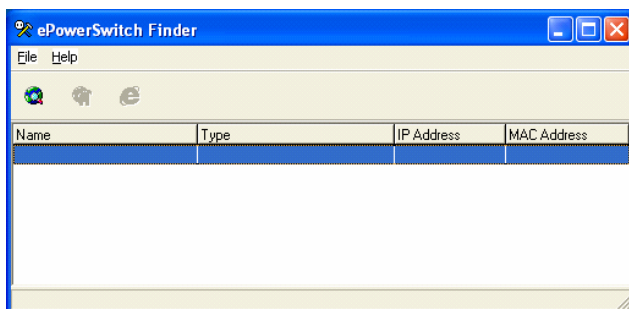 ePowerSwitch Finder
File Help
Name Type IP Address MAC Address